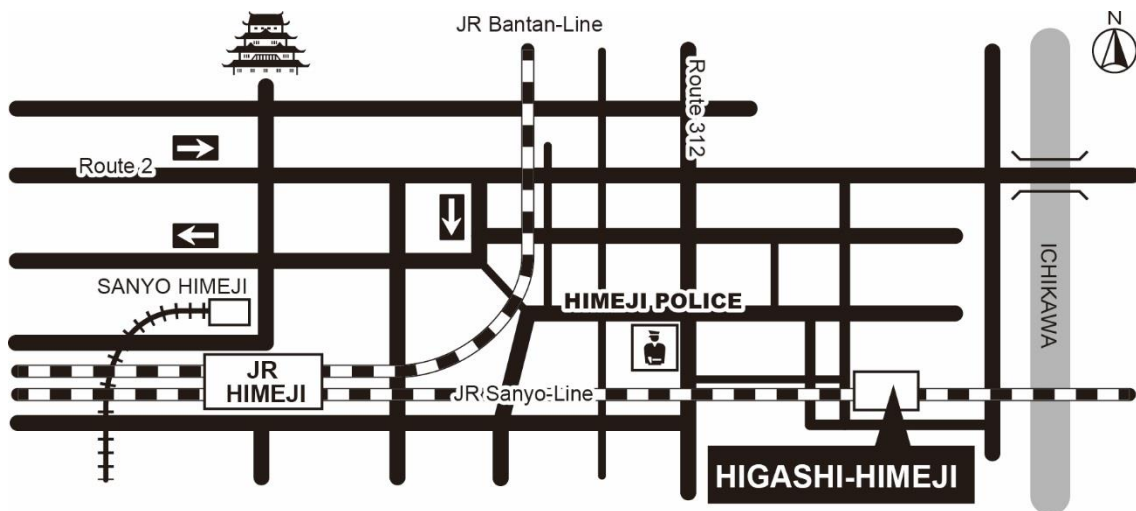 JR Bantan-Line
N
Route 312
Route 2
ICHIKAWA
SANYO HIMEJI
HIMEJI POLICE
JR
HIMEJI
JR Sanyo-Line
HIGASHI-HIMEJI